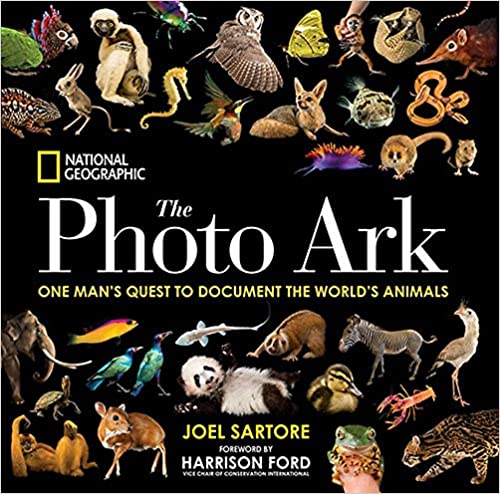 NATIONAL
GEOGRAPHIC
The
Photo Ark
ONE MAN'S QUEST TO DOCUMENT THE WORLD'S ANIMALS
JOEL SARTORE
FOREWORD BY
HARRISON FORD
VICE CHAIR OF CONSERVATION INTERNATIONAL